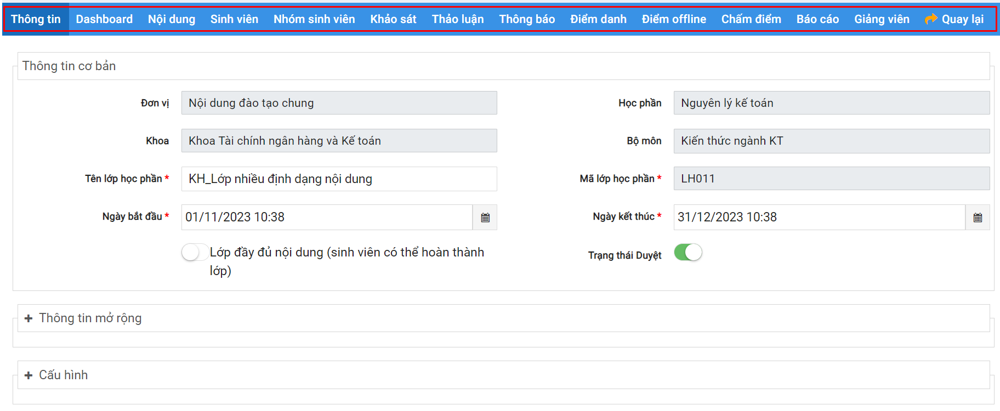 Thông tin Dashboard Nội dung Sinh viên Nhóm sinh viên Khảo sát Thảo luận Thông báo Điểm danh Điểm offline Chấm điểm Báo cáo Giảng viên Quay lại
Thông tin cơ bản
Đơn vị Nội dung đào tạo chung Học phần Nguyên lý kế toán
Khoa Khoa Tài chính ngân hàng và Kế toán Bộ môn Kiến thức ngành KT
Tên lớp học phần * KH_Lớp nhiều định dạng nội dung Mã lớp học phần * LH011
Ngày bắt đầu * 01/11/2023 10:38 Ngày kết thúc * 31/12/2023 10:38
Lớp đầy đủ nội dung (sinh viên có thể hoàn thành Trạng thái Duyệt
lớp)
+ Thông tin mở rộng
+ Cấu hình